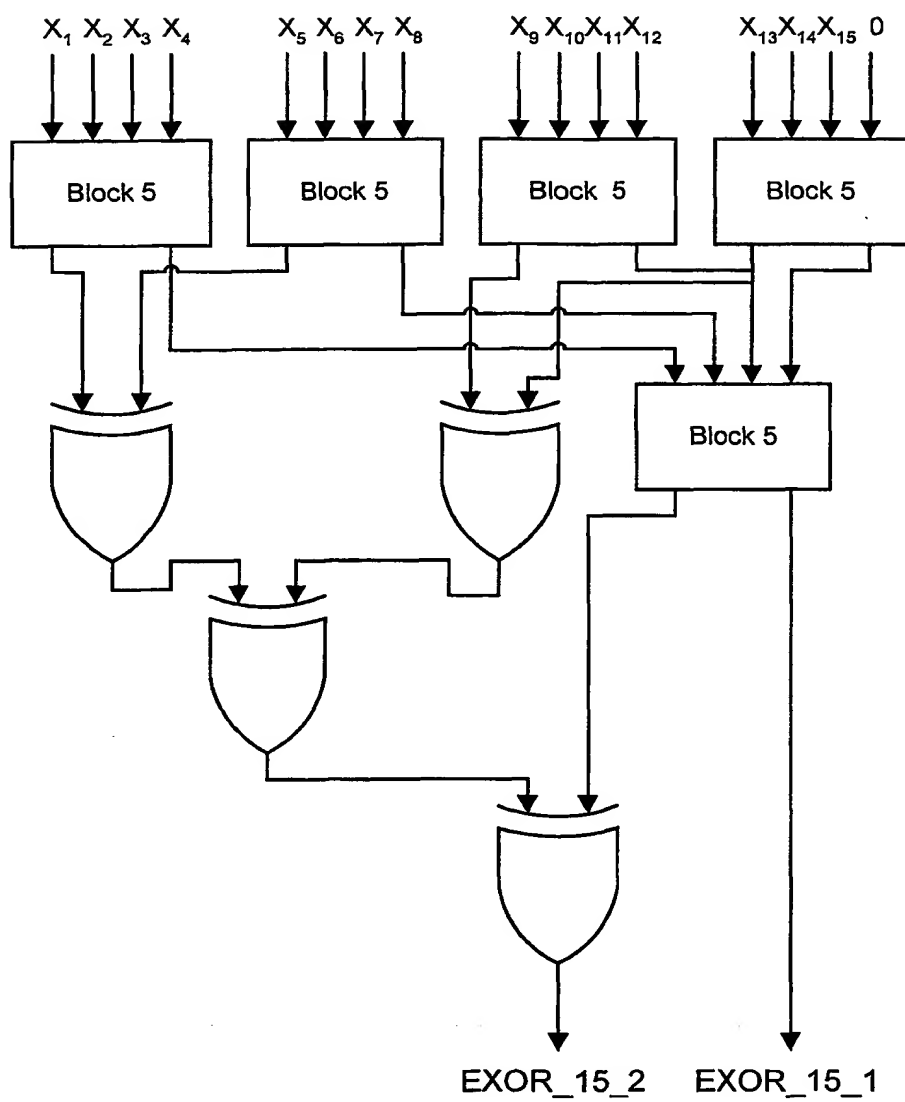 X₁ X₂ X₃ X₄ X₅ X₆ X₇ X₈ X₉ X₁₀ X₁₁ X₁₂ X₁₃ X₁₄ X₁₅ 0
Block 5 Block 5 Block 5 Block 5
Block 5
EXOR_15_2 EXOR_15_1